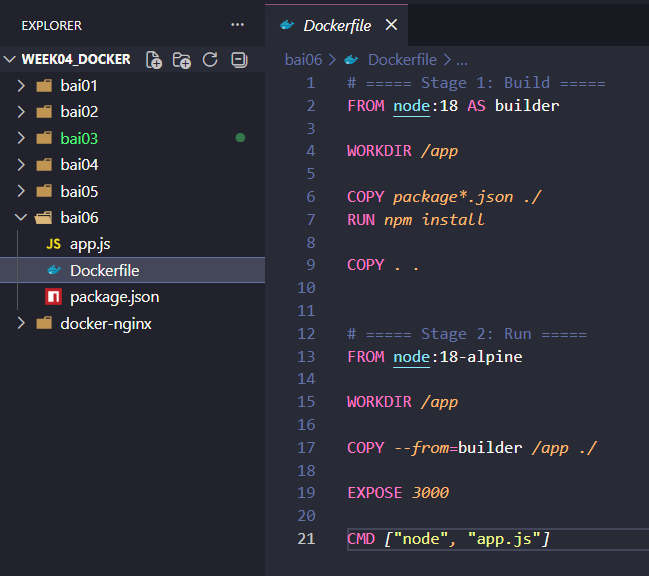 EXPLORER
...
WEEK04_DOCKER
bai01
bai02
bai03
bai04
bai05
bai06
JS app.js
Dockerfile
package.json
docker-nginx
Dockerfile
bai06 > Dockerfile > ...
1 # ===== Stage 1: Build =====
2 FROM node:18 AS builder
3
4 WORKDIR /app
5
6 COPY package*.json ./
7 RUN npm install
8
9 COPY . .
10
11
12 # ===== Stage 2: Run =====
13 FROM node:18-alpine
14
15 WORKDIR /app
16
17 COPY --from=builder /app ./
18
19 EXPOSE 3000
20
21 CMD ["node", "app.js"]